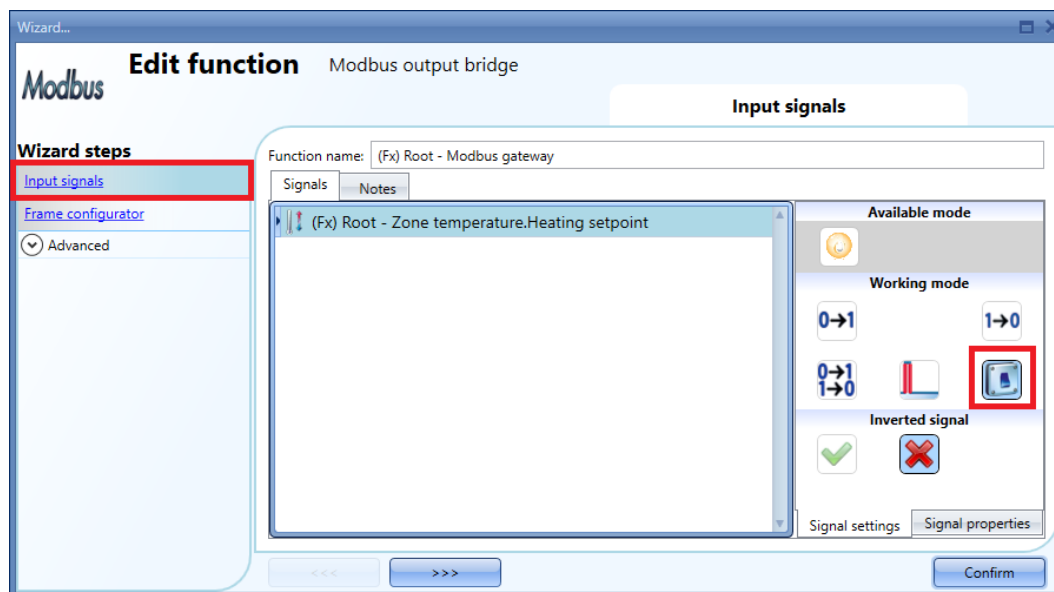 Wizard...
Modbus
Edit function Modbus output bridge
Input signals
Wizard steps
Input signals
Frame configurator
Advanced
Function name: (Fx) Root - Modbus gateway
Signals Notes
(Fx) Root - Zone temperature.Heating setpoint
Available mode
Working mode
0→1 1→0
0→1
1→0
Inverted signal
Signal settings Signal properties
<<< >>> Confirm